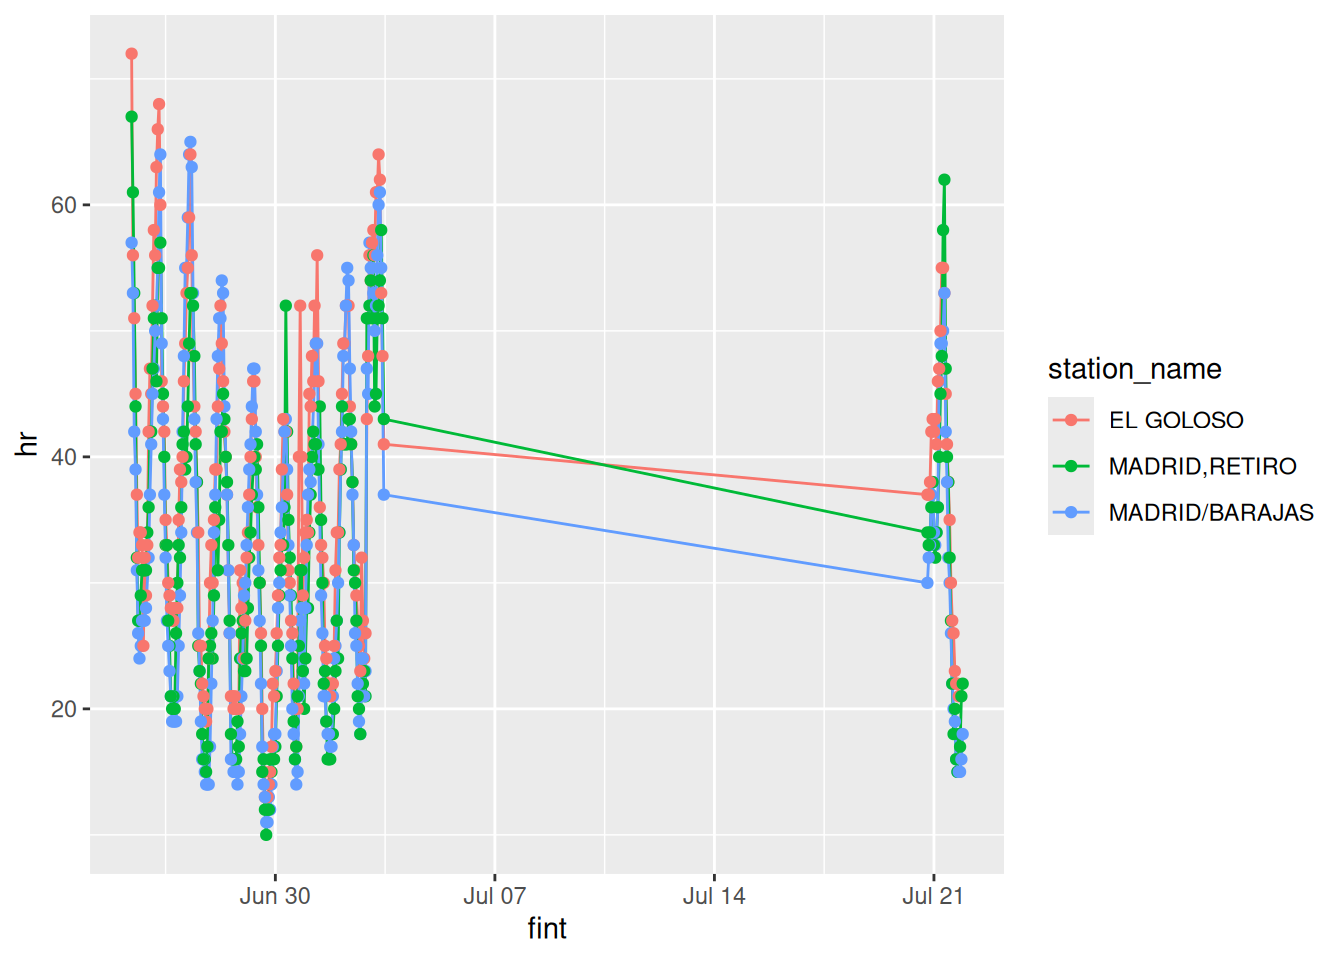 60
40
20
hr
Jun 30
Jul 07
Jul 14
Jul 21
fint
station_name
EL GOLOSO
MADRID,RETIRO
MADRID/BARAJAS